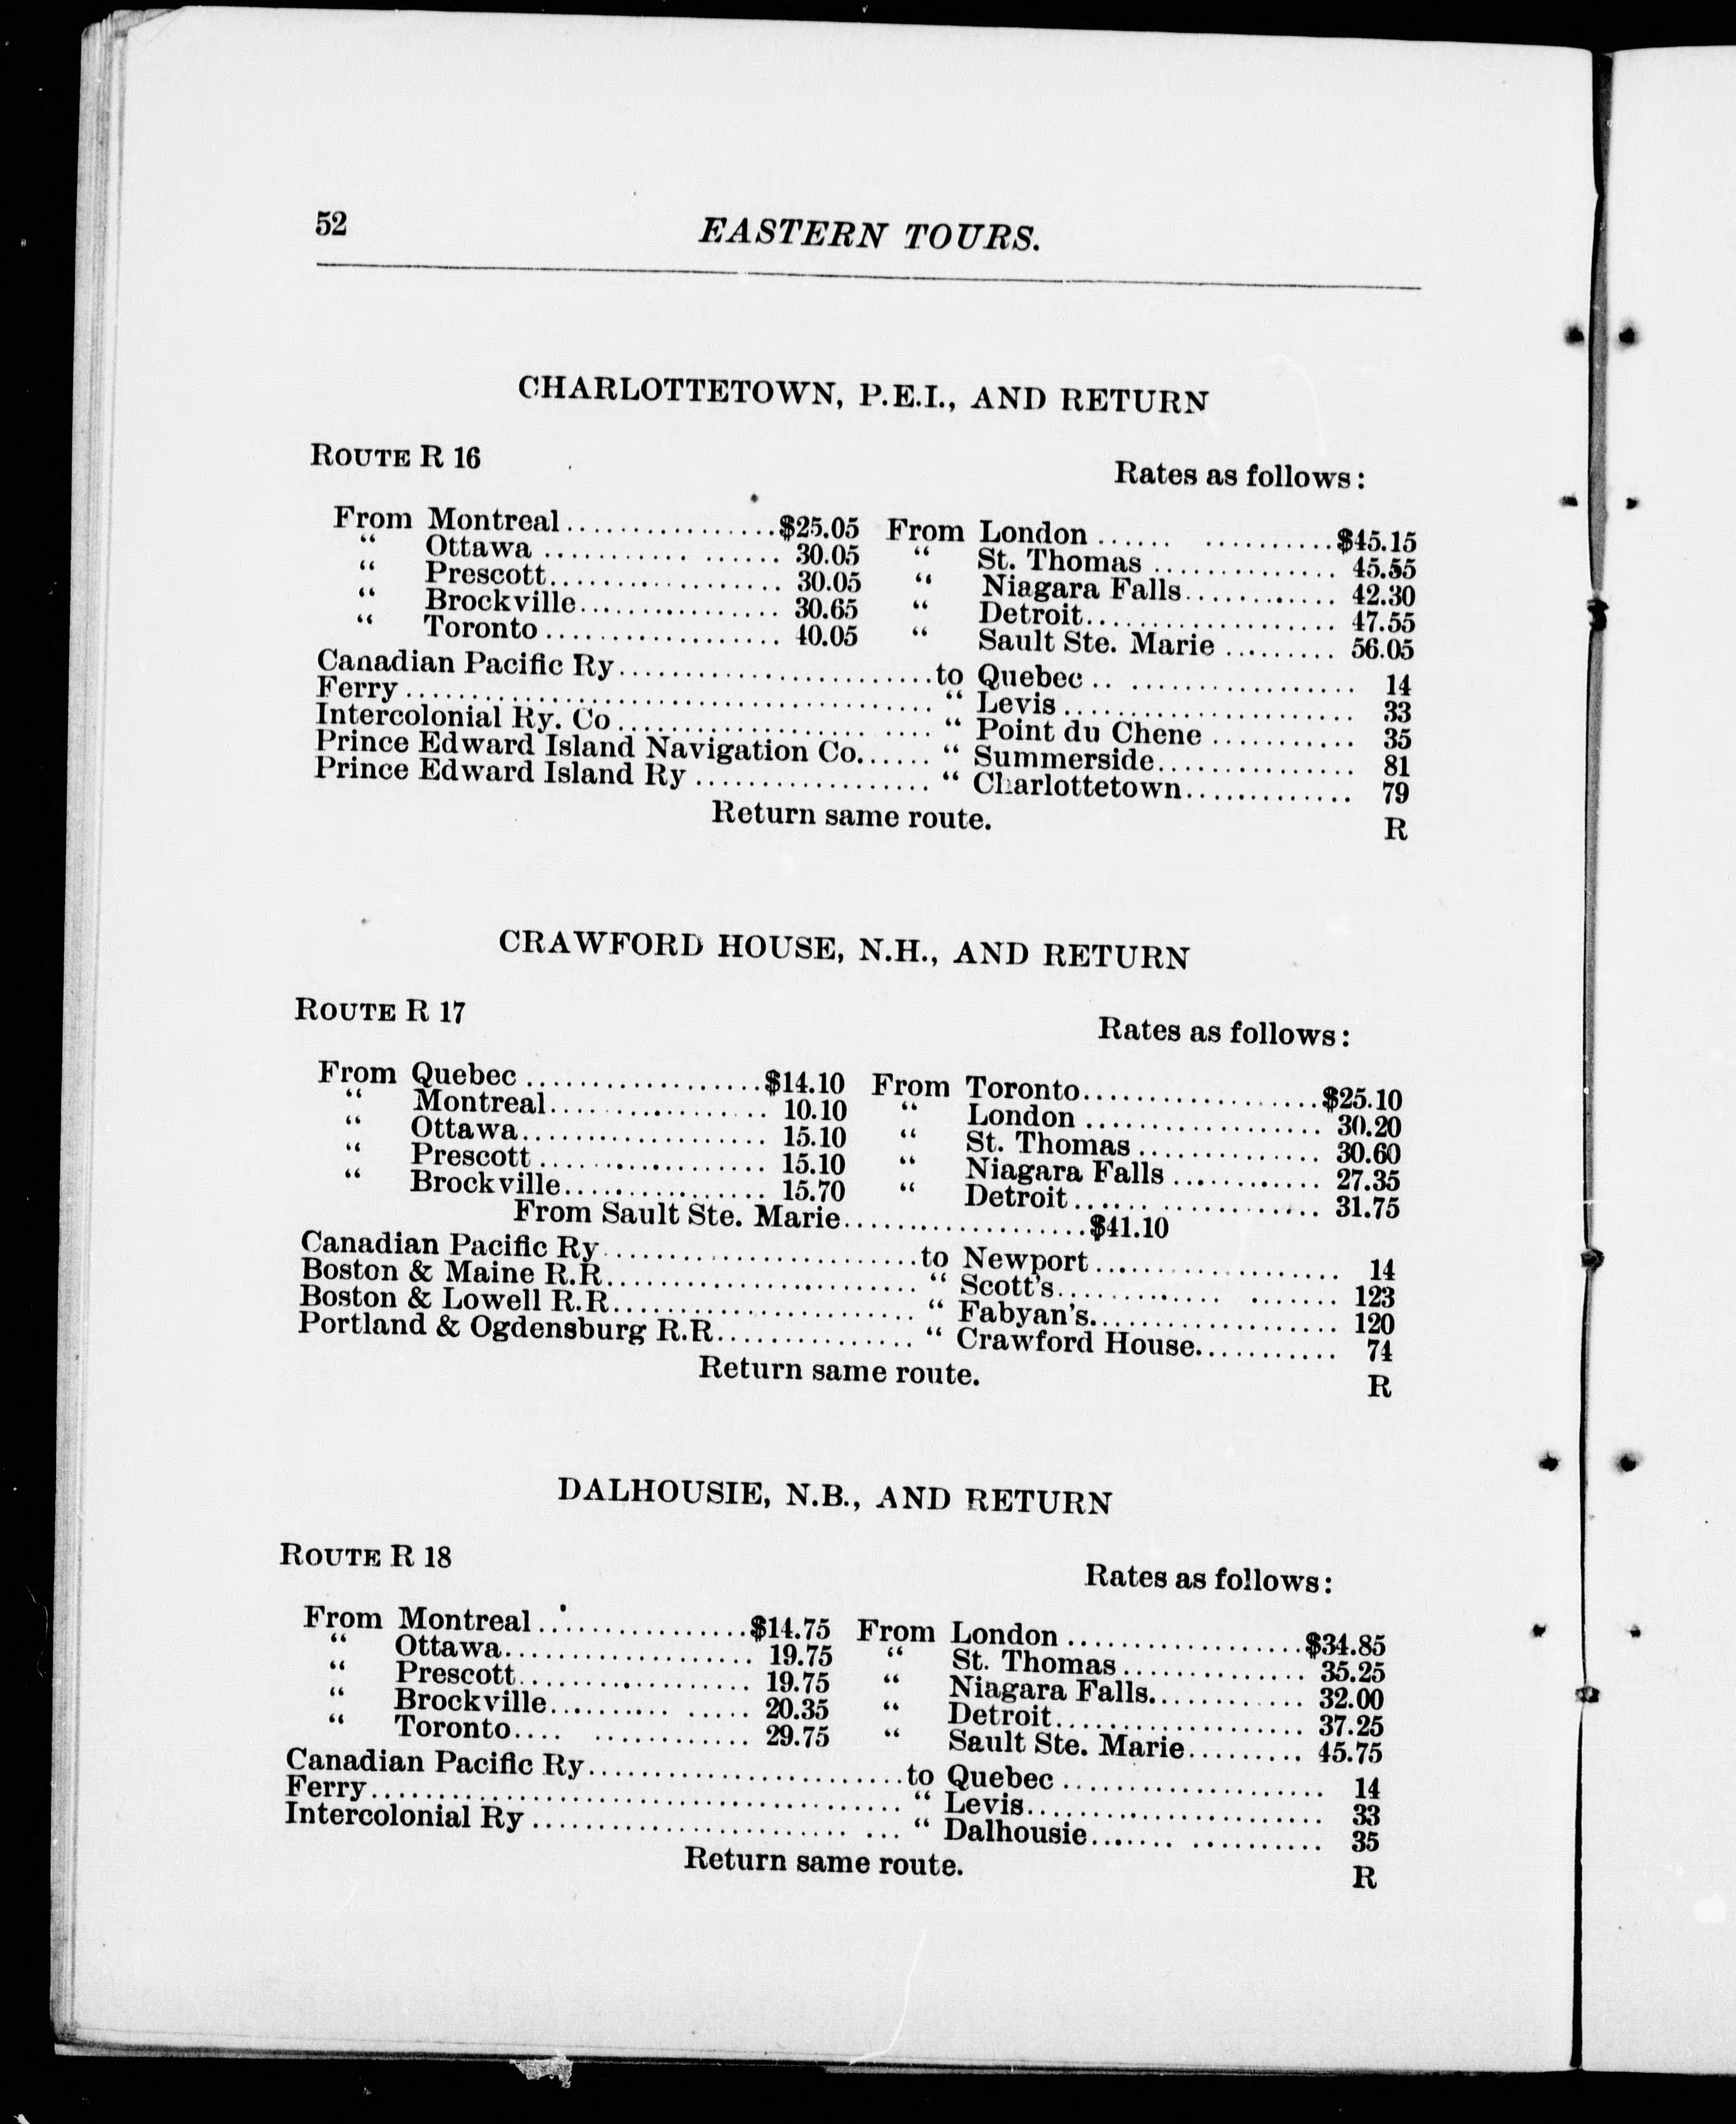 52 EASTERN TOURS.
CHARLOTTETOWN, P.E.I., AND RETURN
ROUTE R 16 Rates as follows:
From Montreal................$25.05 From London ...... ..........$45.15
“ Ottawa ........... ...... 30.05 “ St. Thomas .............. 45.55
“ Prescott.................. 30.05 “ Niagara Falls............ 42.30
“ Brockville................ 30.65 “ Detroit................... 47.55
“ Toronto .................. 40.05 “ Sault Ste. Marie ......... 56.05
Canadian Pacific Ry........................to Quebec .. ................. 14
Ferry ........................................ “ Levis ...................... 33
Intercolonial Ry. Co ................... .... “ Point du Chene ........... 35
Prince Edward Island Navigation Co...... “ Summerside............... 81
Prince Edward Island Ry .................. “ Charlottetown............. 79
Return same route. R
CRAWFORD HOUSE, N.H., AND RETURN
ROUTE R 17 Rates as follows:
From Quebec ..................$14.10 From Toronto..................$25.10
“ Montreal................. 10.10 “ London .................. 30.20
“ Ottawa................... 15.10 “ St. Thomas .............. 30.60
“ Prescott ................. 15.10 “ Niagara Falls ............ 27.35
“ Brockville................ 15.70 “ Detroit ...... ............ 31.75
From Sault Ste. Marie...................$41.10
Canadian Pacific Ry........................to Newport ................... 14
Boston & Maine R.R........................ “ Scott's............. ....... 123
Boston & Lowell R.R....................... “ Fabyan's................... 120
Portland & Ogdensburg R.R............... “ Crawford House........... 74
Return same route. R
DALHOUSIE, N.B., AND RETURN
ROUTE R 18 Rates as follows:
From Montreal ................$14.75 From London ..................$34.85
“ Ottawa................... 19.75 “ St. Thomas .............. 35.25
“ Prescott.................. 19.75 “ Niagara Falls............ 32.00
“ Brockville........... ..... 20.35 “ Detroit................... 37.25
“ Toronto.... ............ 29.75 “ Sault Ste. Marie......... 45.75
Canadian Pacific Ry........................to Quebec .................... 14
Ferry......................................... “ Levis....................... 33
Intercolonial Ry ........................ ... “ Dalhousie....... .......... 35
Return same route. R